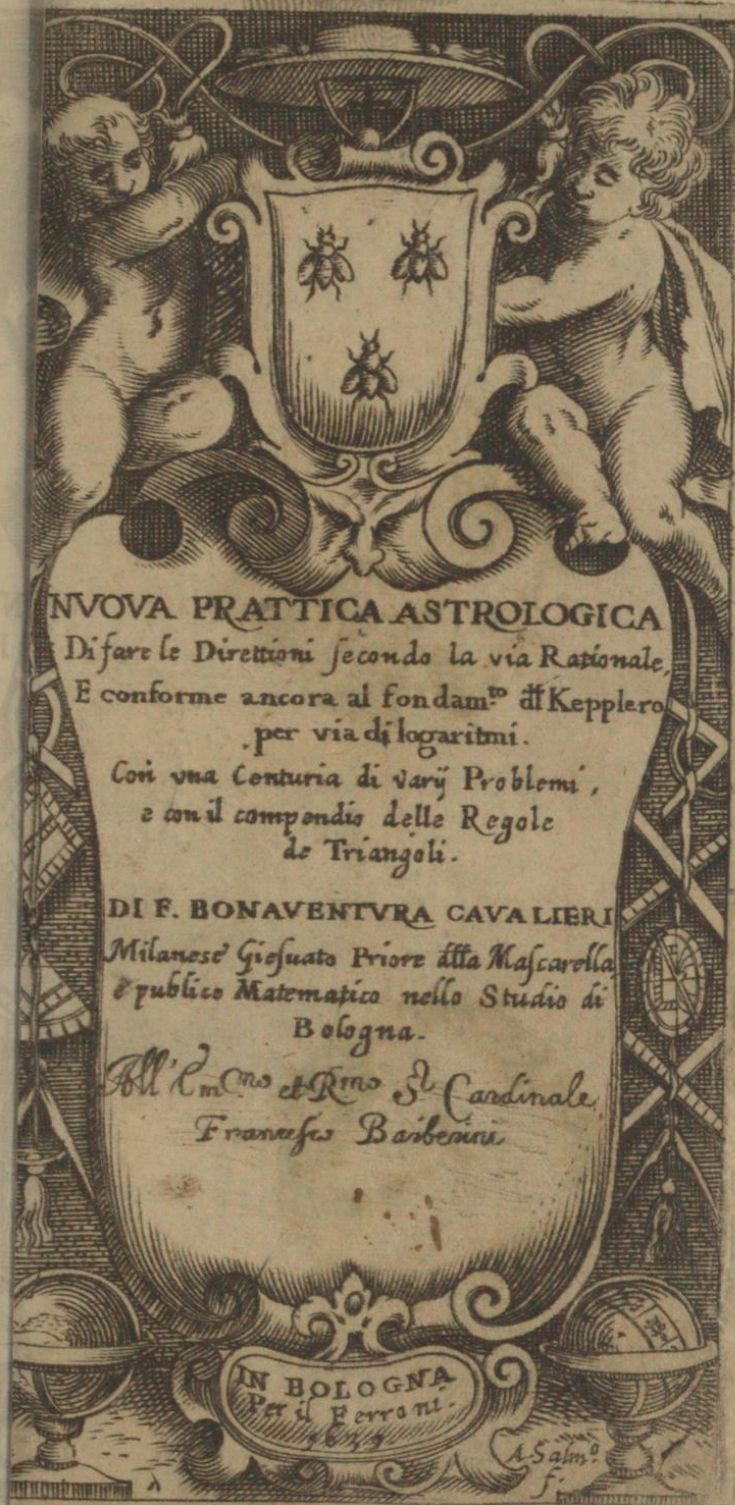 NVOVA PRATTICA ASTROLOGICA
Di fare le Direttioni secondo la via Rationale,
E conforme ancora al fondam.to di Kepplero
per via di logaritmi.
Con vna Centuria di varij Problemi,
e con il compendio delle Regole
de Triangoli.
DI F. BONAVENTVRA CAVALIERI
Milanese Giesuato Priore della Mascarella
e publico Matematico nello Studio di
Bologna.
All' Em.mo et R.mo S.r Cardinale
Francesco Barberini
IN BOLOGNA
Per il Ferroni.
1639
A. Salm.o
f.